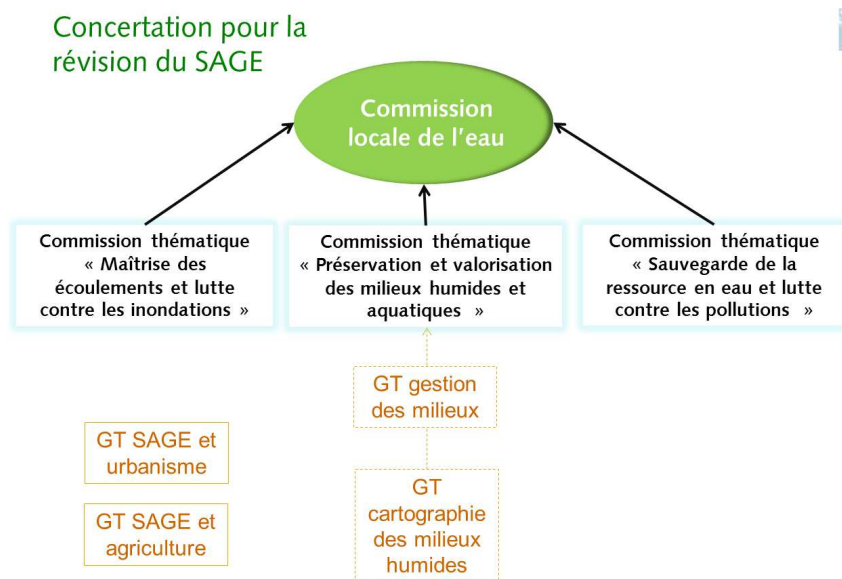 Concertation pour la
révision du SAGE
Commission
locale de l'eau
Commission thématique
« Maîtrise des
écoulements et lutte
contre les inondations »
Commission thématique
« Préservation et valorisation
des milieux humides et
aquatiques »
Commission thématique
« Sauvegarde de la
ressource en eau et lutte
contre les pollutions »
GT gestion
des milieux
GT SAGE et
urbanisme
GT
cartographie
des milieux
humides
GT SAGE et
agriculture